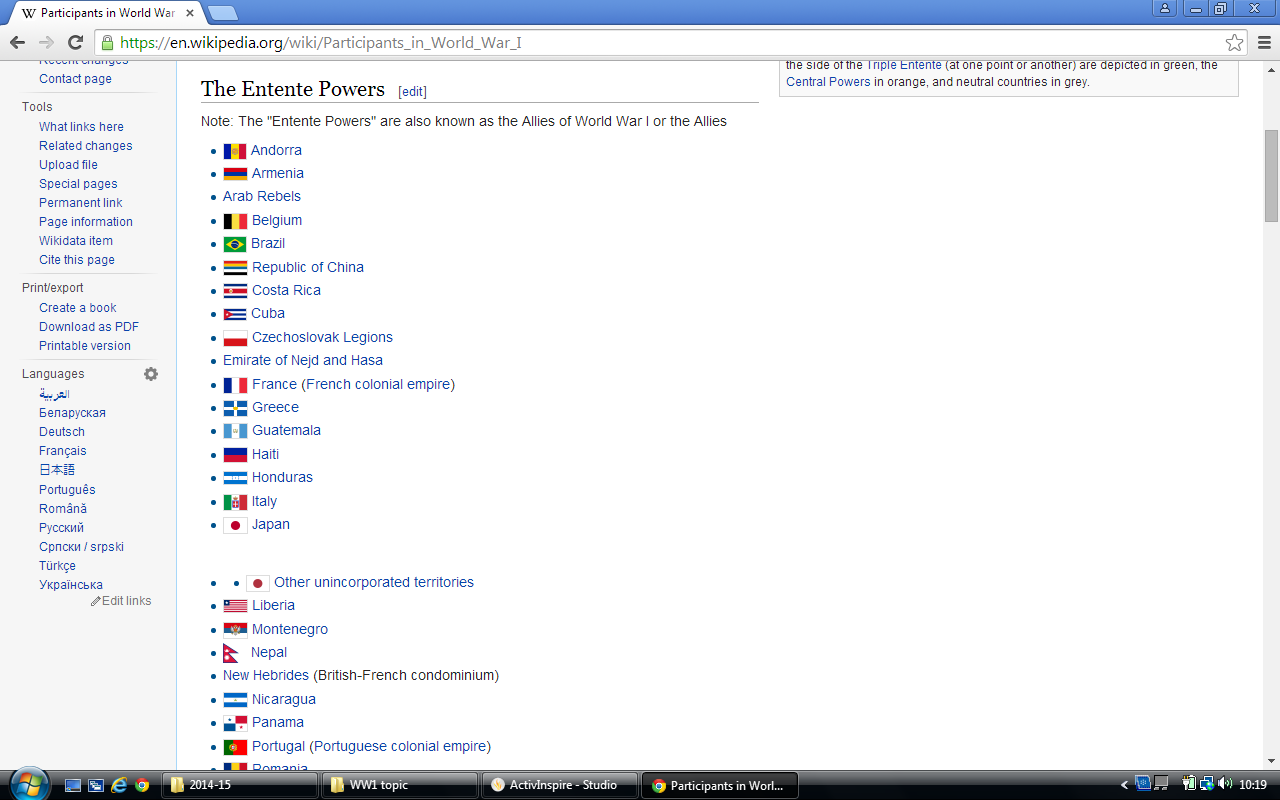 Participants in World War
https://en.wikipedia.org/wiki/Participants_in_World_War_I
Recent changes
Contact page
Tools
What links here
Related changes
Upload file
Special pages
Permanent link
Page information
Wikidata item
Cite this page
Print/export
Create a book
Download as PDF
Printable version
Languages
العربية
Беларуская
Deutsch
Français
日本語
Português
Română
Русский
Српски / srpski
Türkçe
Українська
Edit links
The Entente Powers [edit]
Note: The "Entente Powers" are also known as the Allies of World War I or the Allies
Andorra
Armenia
Arab Rebels
Belgium
Brazil
Republic of China
Costa Rica
Cuba
Czechoslovak Legions
Emirate of Nejd and Hasa
France (French colonial empire)
Greece
Guatemala
Haiti
Honduras
Italy
Japan
Other unincorporated territories
Liberia
Montenegro
Nepal
New Hebrides (British-French condominium)
Nicaragua
Panama
Portugal (Portuguese colonial empire)
Romania
the side of the Triple Entente (at one point or another) are depicted in green, the
Central Powers in orange, and neutral countries in grey.
2014-15
WW1 topic
ActivInspire - Studio
Participants in Worl...
10:19